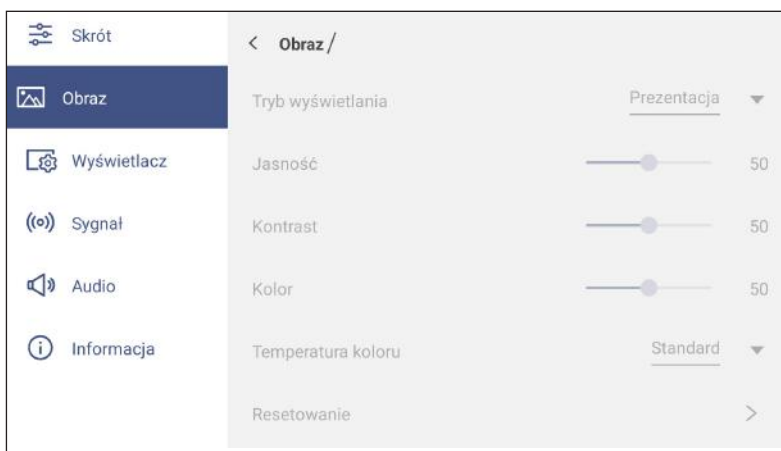 Skrót
Obraz
Wyświetlacz
Sygnał
Audio
Informacja
Obraz /
Tryb wyświetlania Prezentacja
Jasność 50
Kontrast 50
Kolor 50
Temperatura koloru Standard
Resetowanie